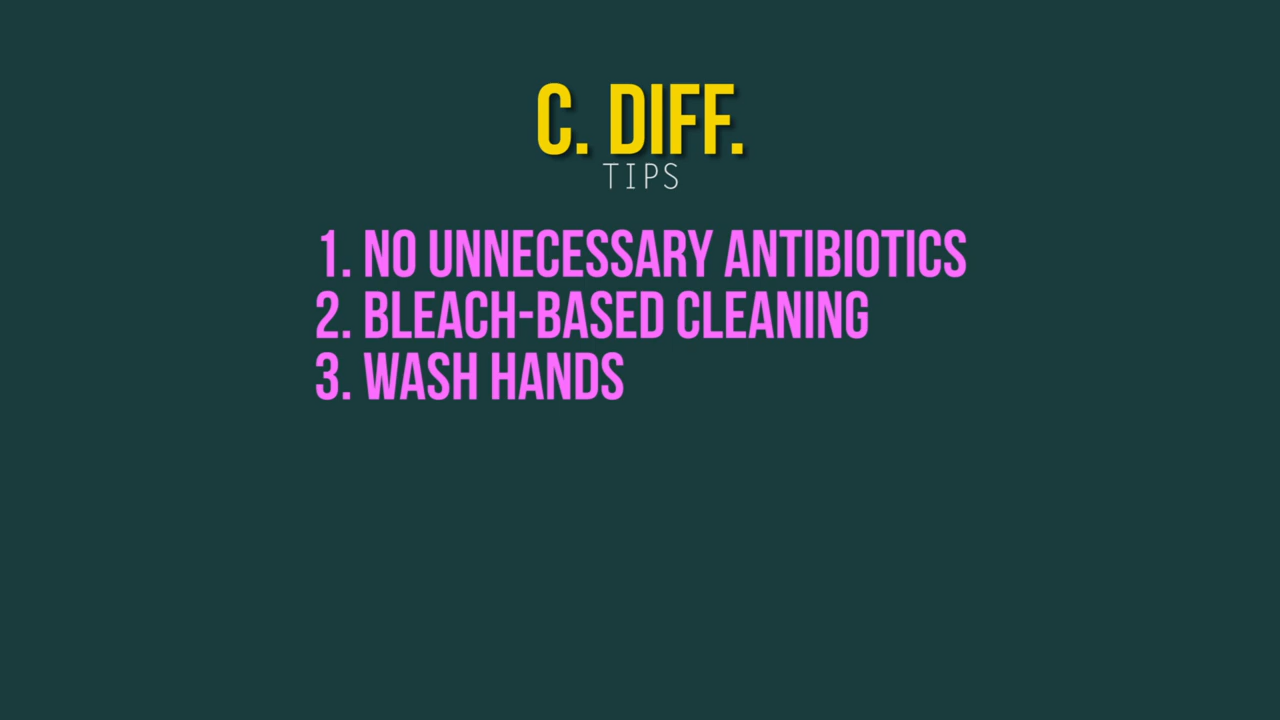 C. DIFF.
TIPS
1. NO UNNECESSARY ANTIBIOTICS
2. BLEACH-BASED CLEANING
3. WASH HANDS